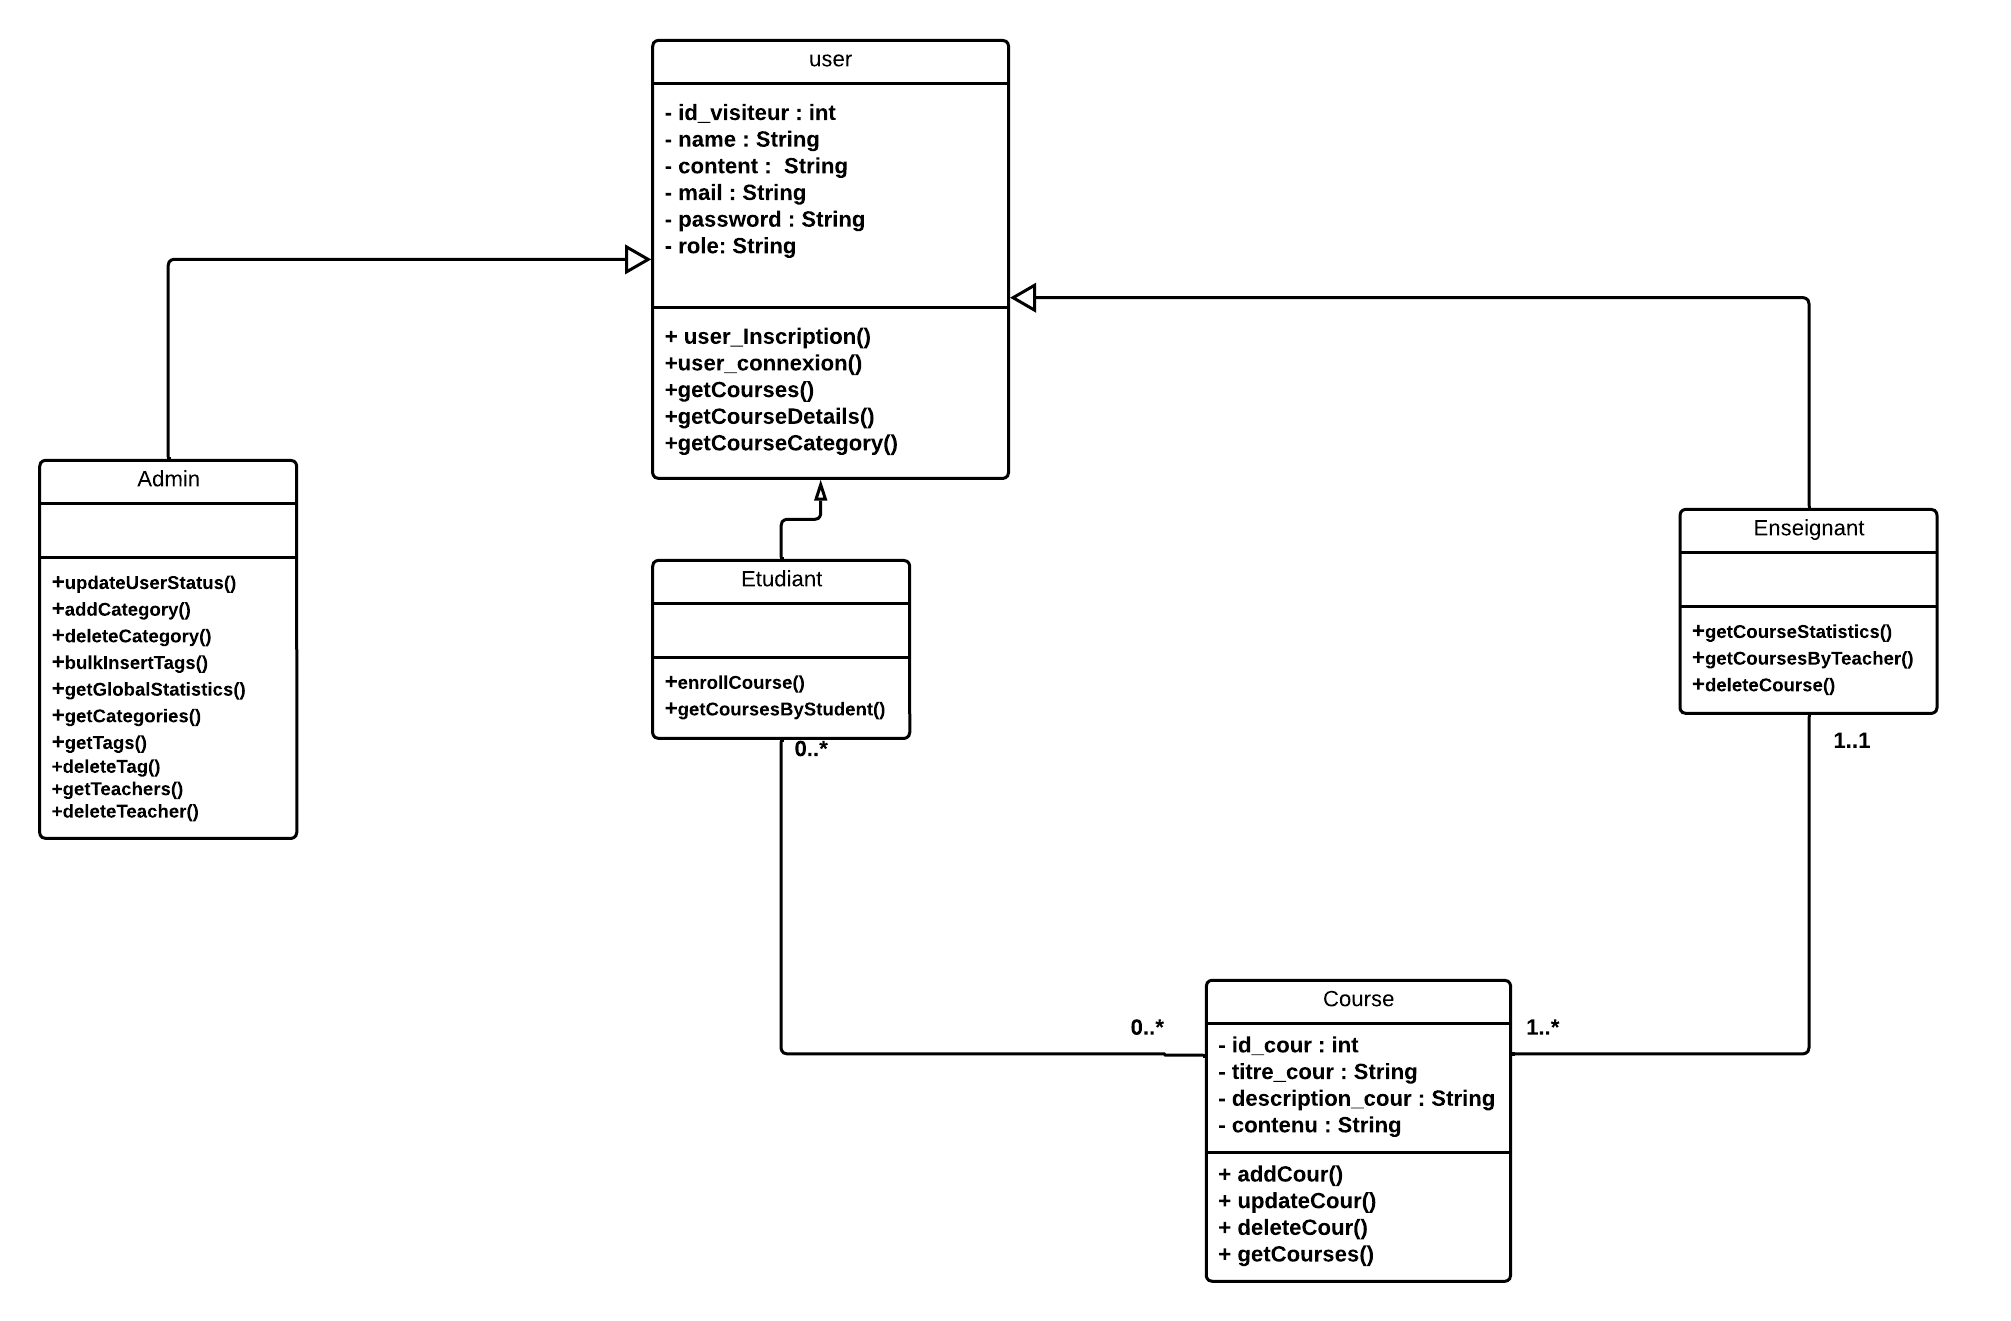 user
- id_visiteur : int
- name : String
- content :  String
- mail : String
- password : String
- role: String
+ user_Inscription()
+user_connexion()
+getCourses()
+getCourseDetails()
+getCourseCategory()
Admin
+updateUserStatus()
+addCategory()
+deleteCategory()
+bulkInsertTags()
+getGlobalStatistics()
+getCategories()
+getTags()
+deleteTag()
+getTeachers()
+deleteTeacher()
Etudiant
+enrollCourse()
+getCoursesByStudent()
0..*
Enseignant
+getCourseStatistics()
+getCoursesByTeacher()
+deleteCourse()
1..1
0..*
Course
- id_cour : int
- titre_cour : String
- description_cour : String
- contenu : String
+ addCour()
+ updateCour()
+ deleteCour()
+ getCourses()
1..*